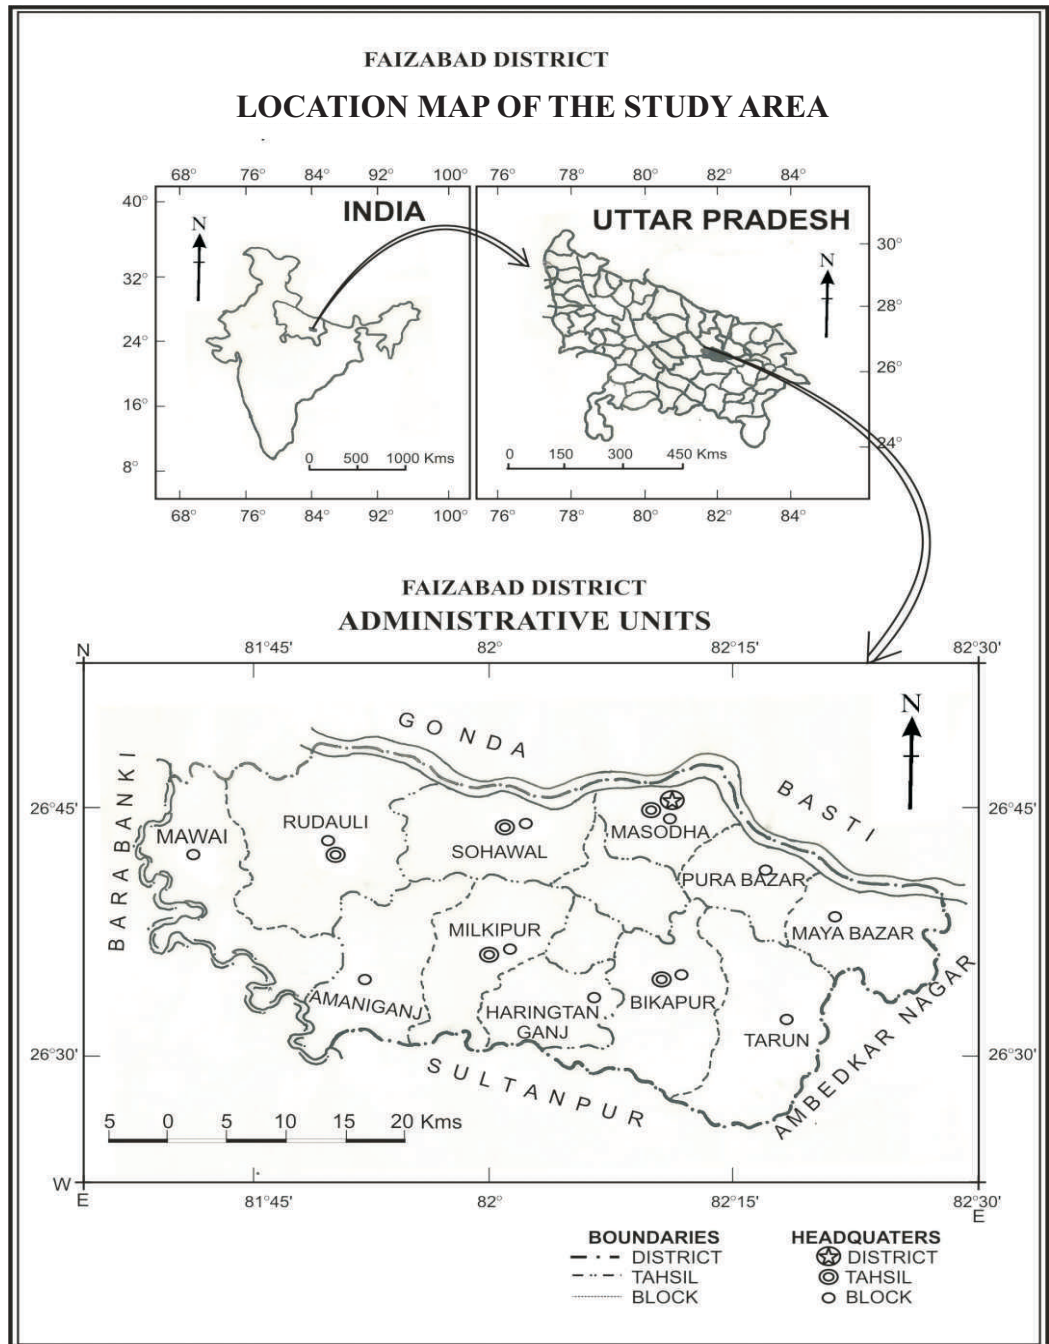 FAIZABAD DISTRICT
LOCATION MAP OF THE STUDY AREA
68° 76° 84° 92° 100°
76° 78° 80° 82° 84°
40°
32°
24°
16°
8°
INDIA
N
0 500 1000 Kms
68° 76° 84° 92° 100°
UTTAR PRADESH
N
30°
28°
26°
24°
0 150 300 450 Kms
76° 78° 80° 82° 84°
FAIZABAD DISTRICT
ADMINISTRATIVE UNITS
N 81°45' 82° 82°15' 82°30'
N
GONDA
BASTI
BARABANKI
26°45' 26°45'
MAWAI
RUDAULI
SOHAWAL
MASODHA
PURA BAZAR
MAYA BAZAR
MILKIPUR
AMANIGANJ
HARINGTAN
GANJ
BIKAPUR
TARUN
26°30' 26°30'
SULTANPUR
AMBEDKAR NAGAR
5 0 5 10 15 20 Kms
W
E 81°45' 82° 82°15' 82°30'
E
BOUNDARIES
DISTRICT
TAHSIL
BLOCK
HEADQUATERS
DISTRICT
TAHSIL
BLOCK